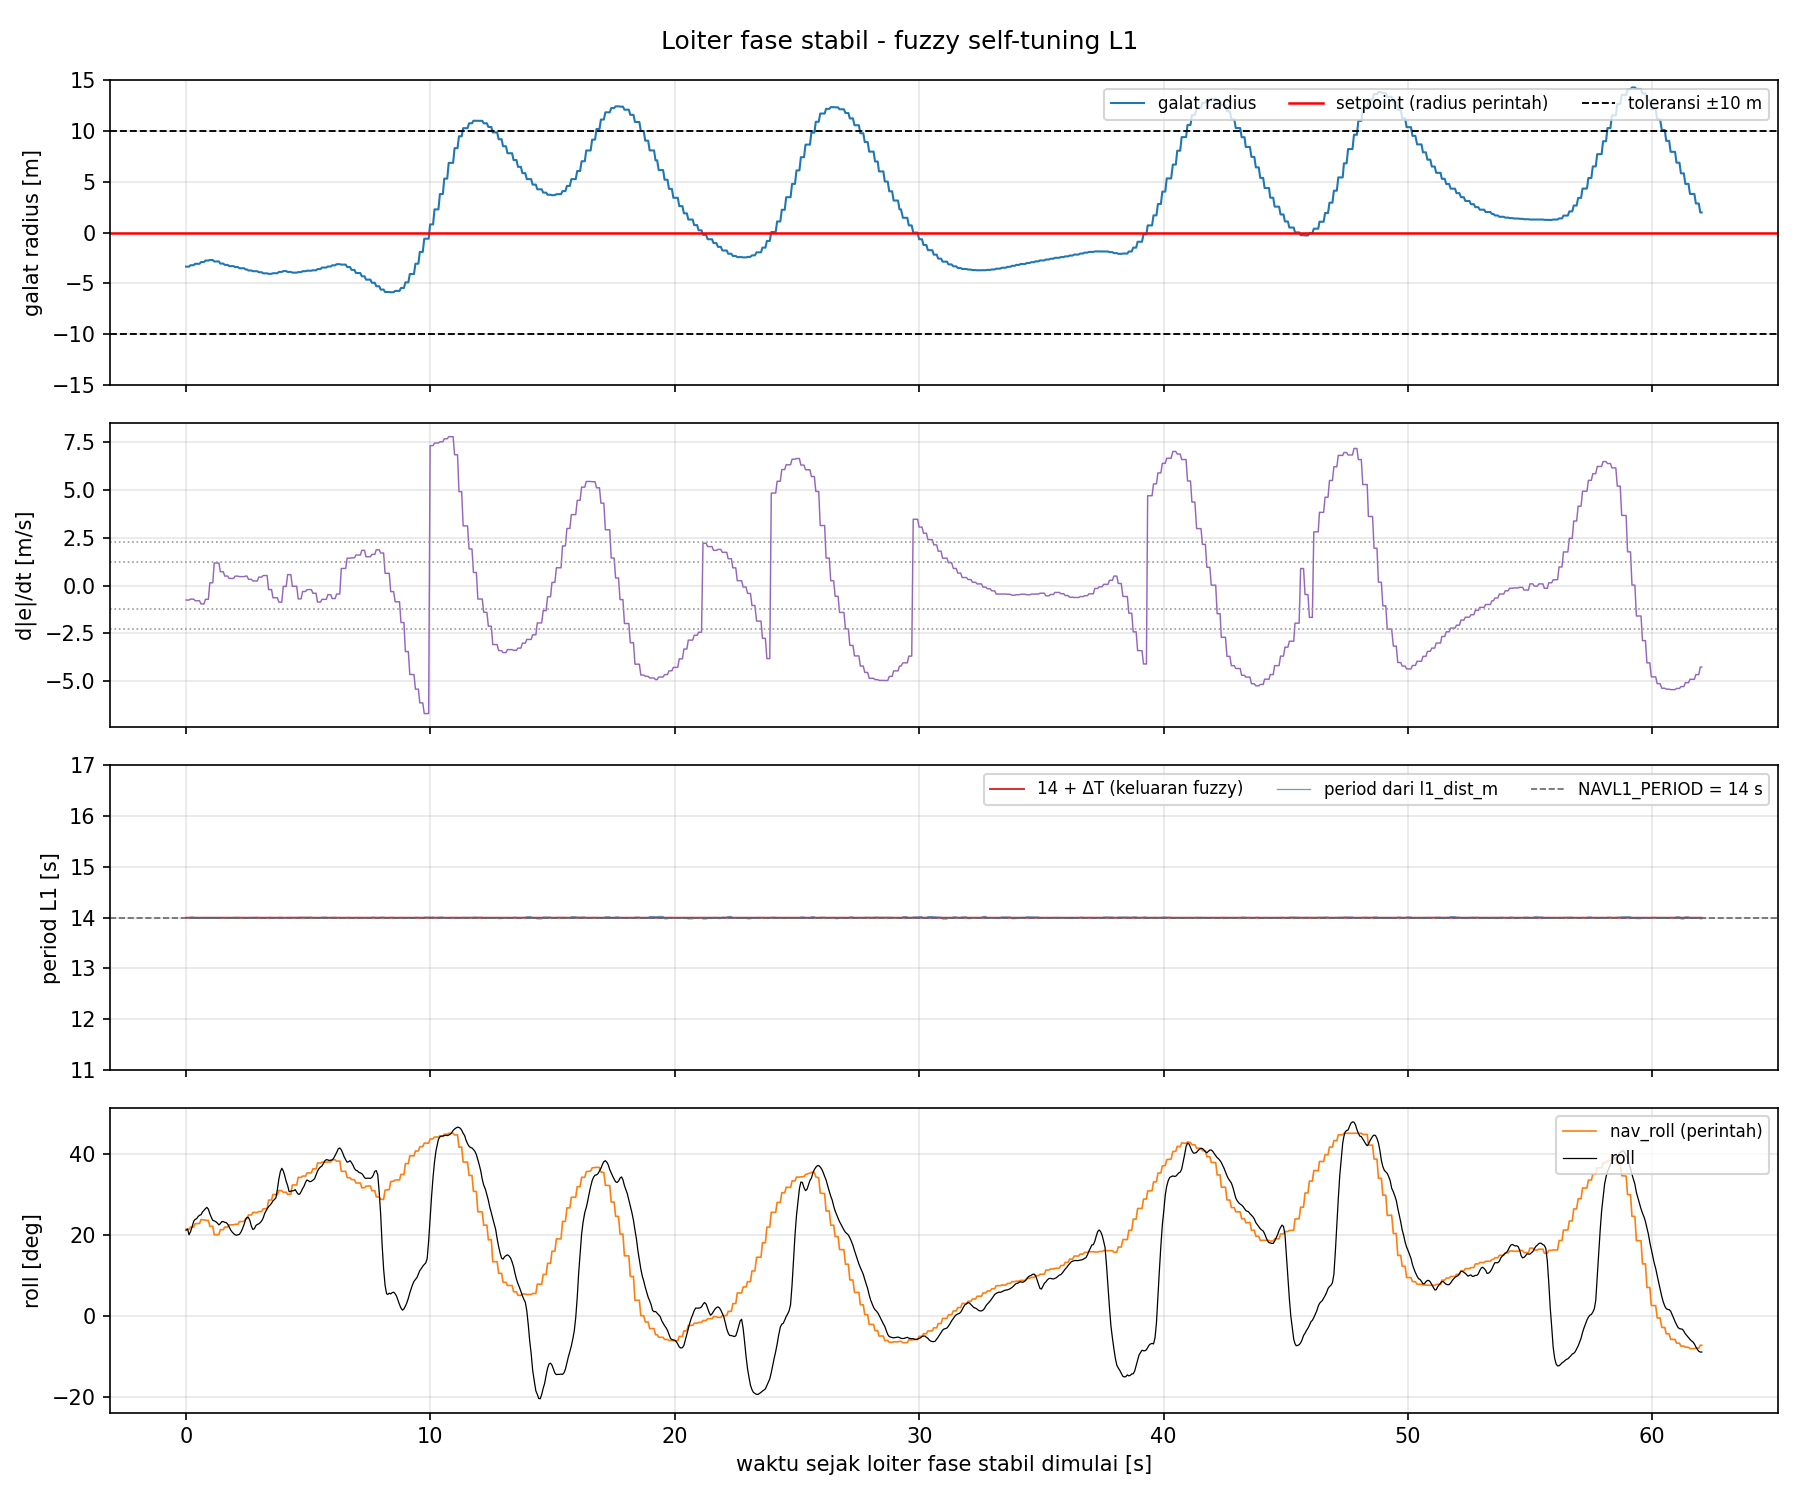 Loiter fase stabil - fuzzy self-tuning L1
15
10
5
0
−5
−10
−15
galat radius [m]
galat radius
setpoint (radius perintah)
toleransi ±10 m
7.5
5.0
2.5
0.0
−2.5
−5.0
d|e|/dt [m/s]
17
16
15
14
13
12
11
period L1 [s]
14 + ΔT (keluaran fuzzy)
period dari l1_dist_m
NAVL1_PERIOD = 14 s
40
20
0
−20
roll [deg]
nav_roll (perintah)
roll
0
10
20
30
40
50
60
waktu sejak loiter fase stabil dimulai [s]